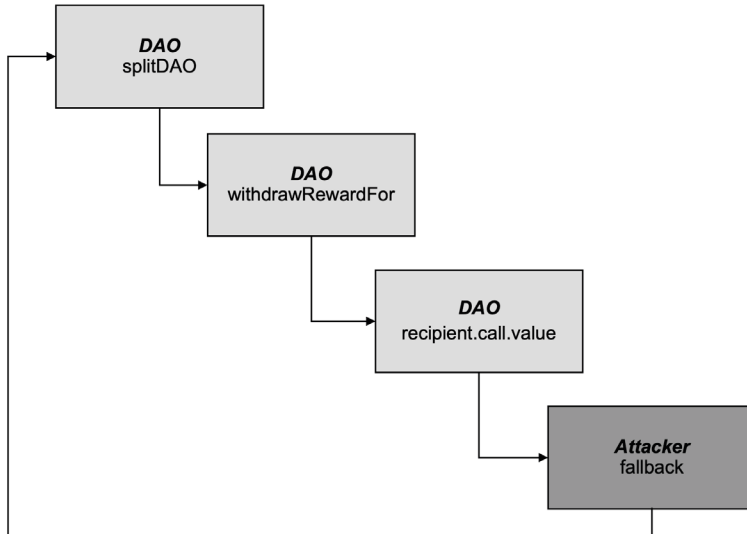 DAO
splitDAO
DAO
withdrawRewardFor
DAO
recipient.call.value
Attacker
fallback